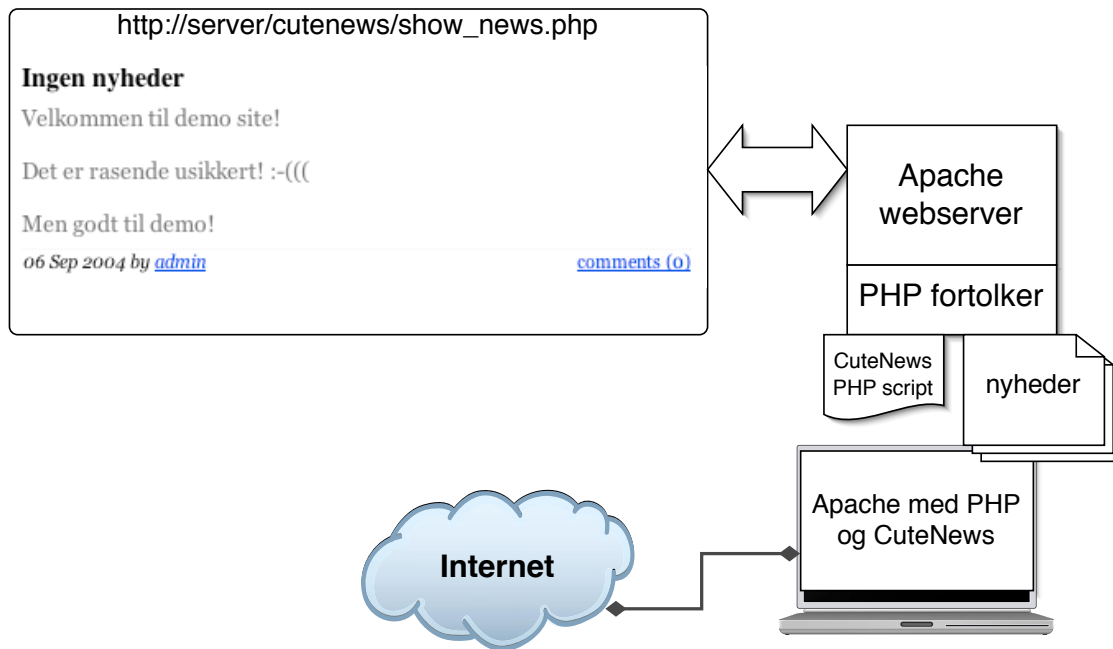 http://server/cutenews/show_news.php
Ingen nyheder
Velkommen til demo site!
Det er rasende usikkert! :-(((
Men godt til demo!
06 Sep 2004 by admin
comments (0)
Apache
webserver
PHP fortolker
CuteNews
PHP script
nyheder
Apache med PHP
og CuteNews
Internet